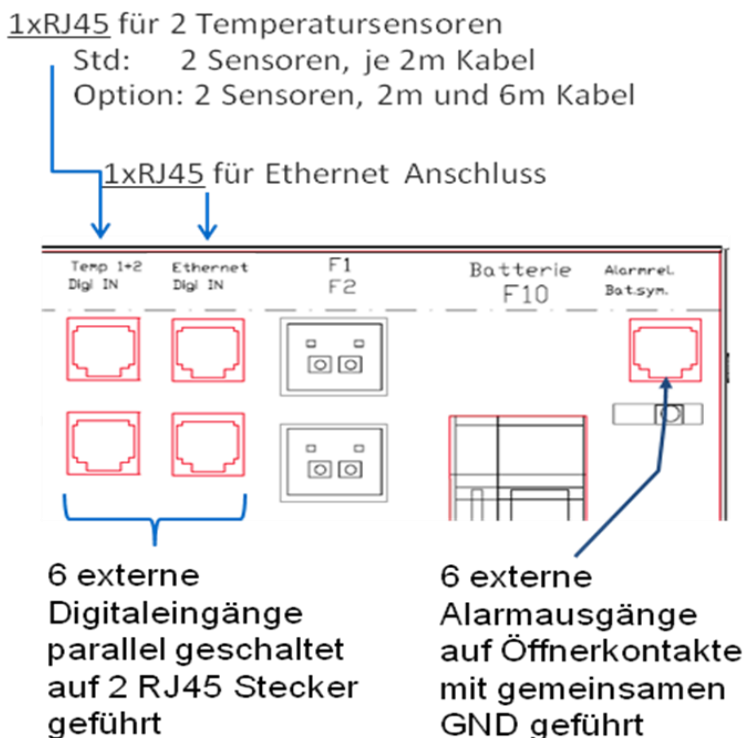 1xRJ45 für 2 Temperatursensoren
Std: 2 Sensoren, je 2m Kabel
Option: 2 Sensoren, 2m und 6m Kabel
1xRJ45 für Ethernet Anschluss
Temp 1+2
Digi IN
Ethernet
Digi IN
F1
F2
Batterie
F10
Alarmrel.
Bat.sym.
6 externe
Digitaleingänge
parallel geschaltet
auf 2 RJ45 Stecker
geführt
6 externe
Alarmausgänge
auf Öffnerkontakte
mit gemeinsamen
GND geführt